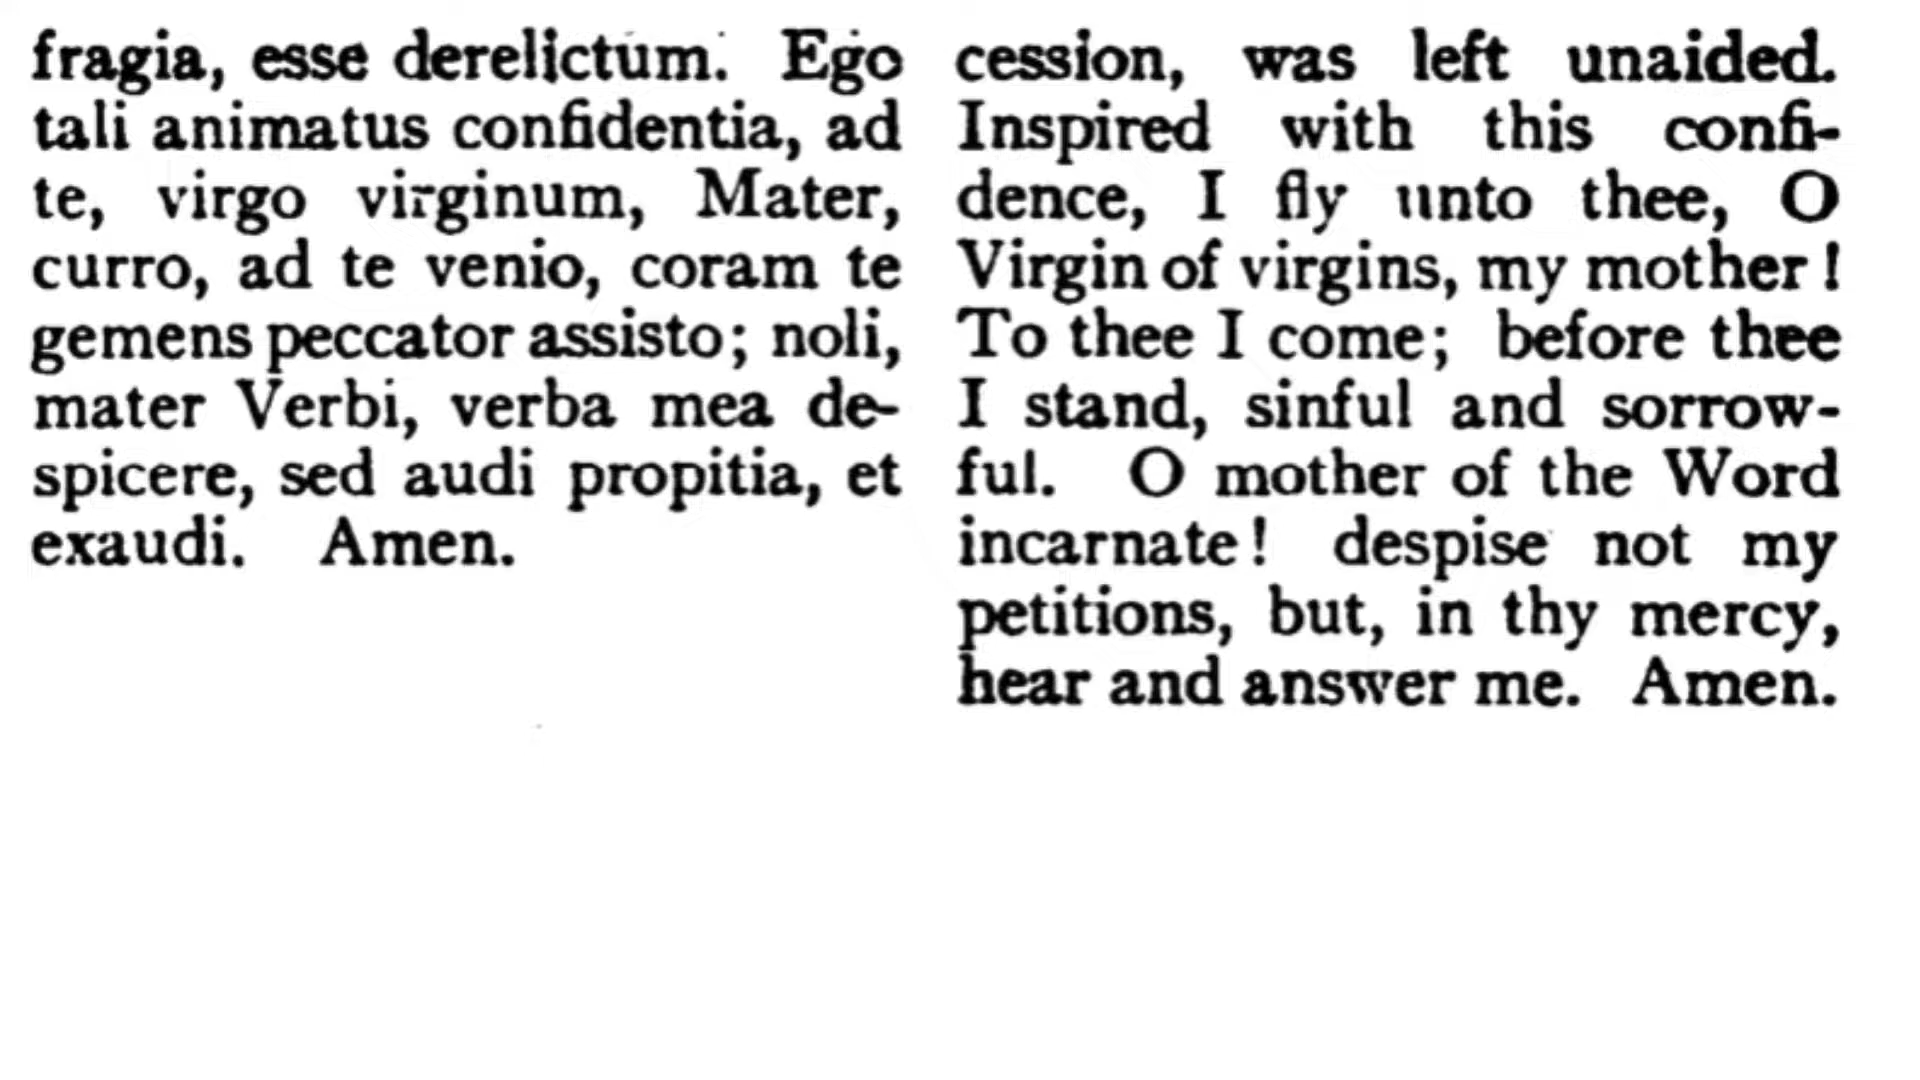 fragia, esse derelictum. Ego
tali animatus confidentia, ad
te, virgo virginum, Mater,
curro, ad te venio, coram te
gemens peccator assisto; noli,
mater Verbi, verba mea de-
spicere, sed audi propitia, et
exaudi. Amen.
cession, was left unaided.
Inspired with this confi-
dence, I fly unto thee, O
Virgin of virgins, my mother!
To thee I come; before thee
I stand, sinful and sorrow-
ful. O mother of the Word
incarnate! despise not my
petitions, but, in thy mercy,
hear and answer me. Amen.